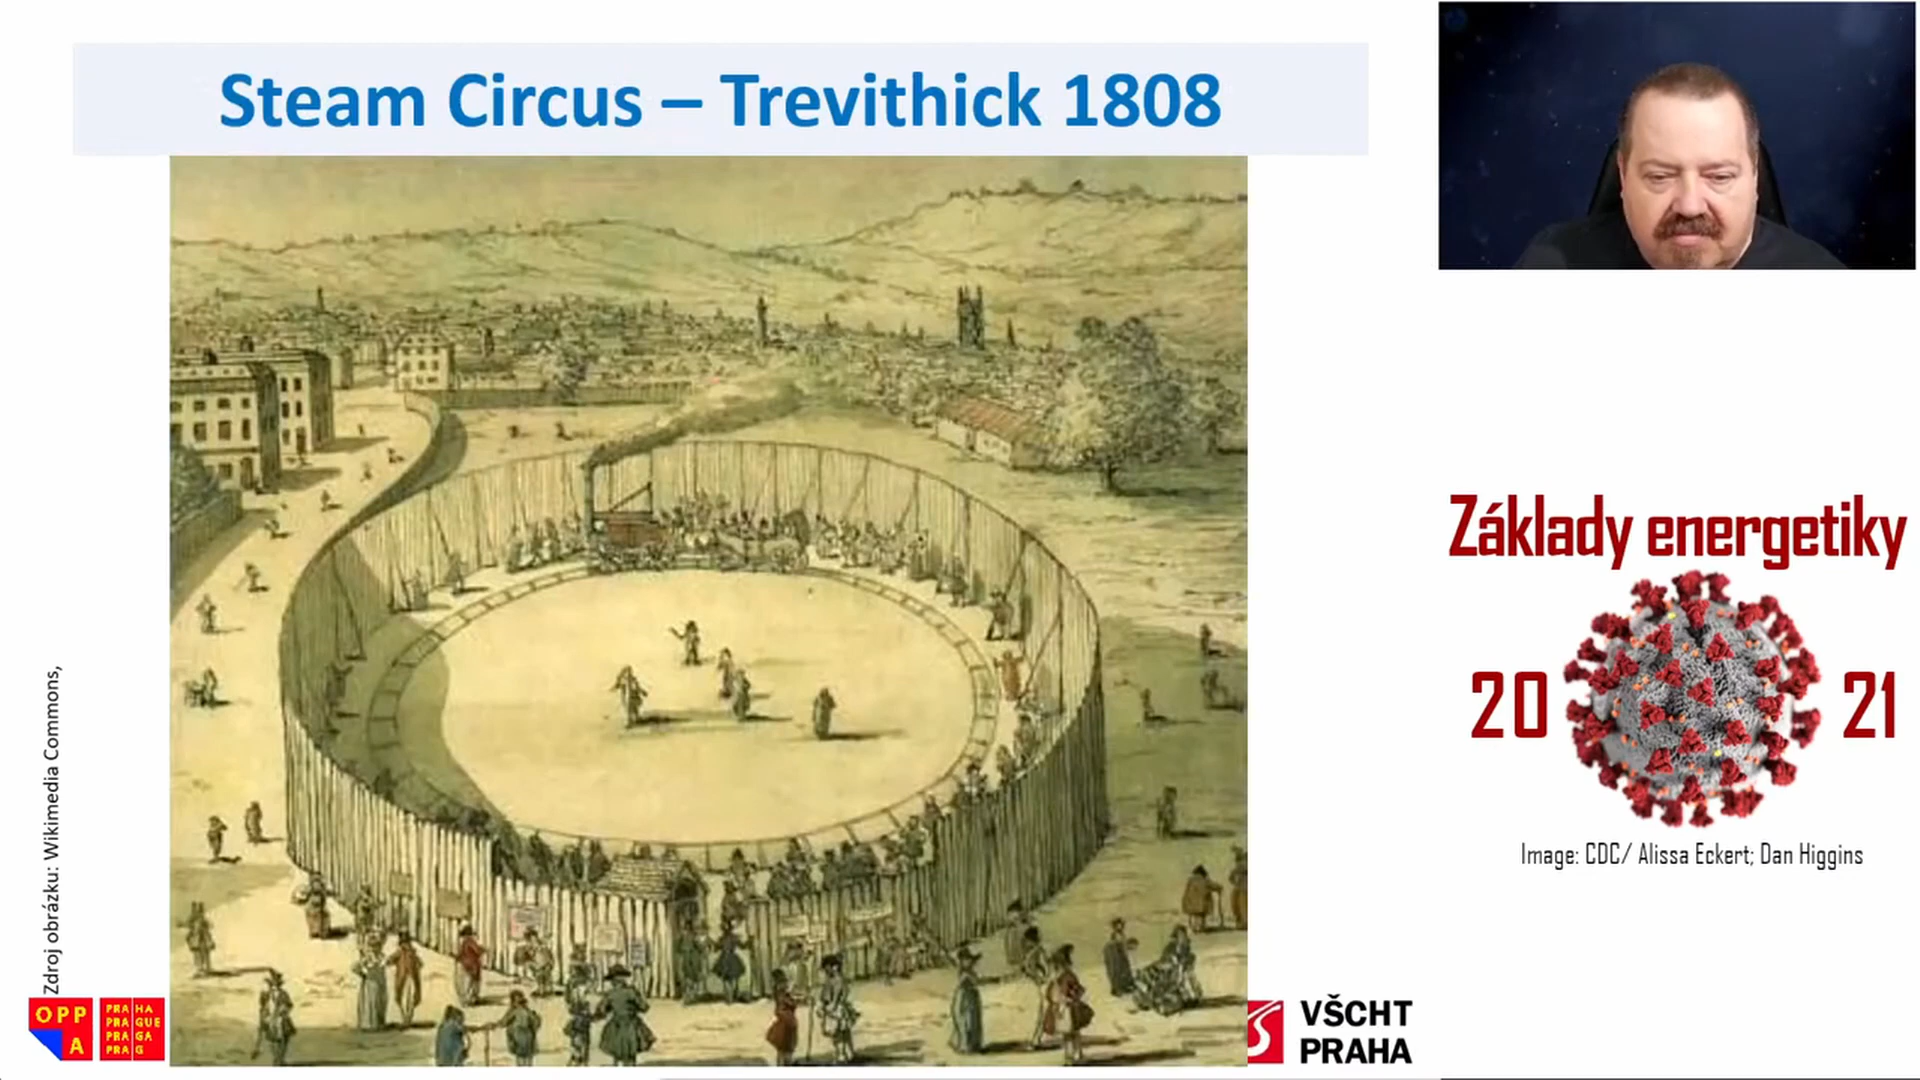 Steam Circus – Trevithick 1808
Základy energetiky
20 21
Image: CDC/ Alissa Eckert; Dan Higgins
Zdroj obrázku: Wikimedia Commons,
OPP
A
PRA HA
PRA GUE
PRA GA
PRA G
VŠCHT
PRAHA